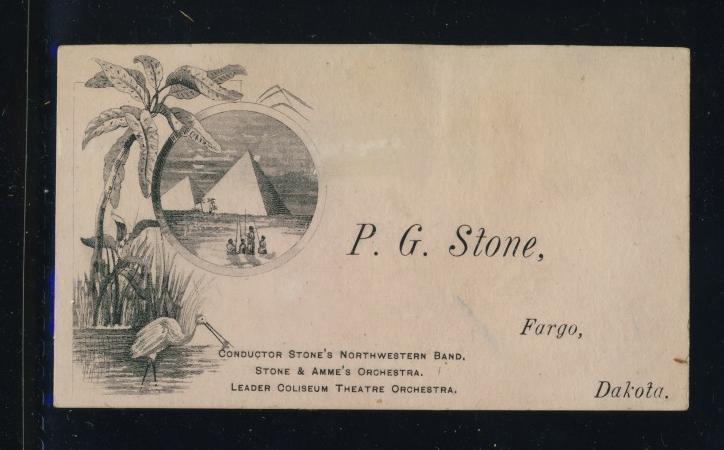 P. G. Stone,
Fargo,
Dakota.
Conductor Stone's Northwestern Band.
Stone & Amme's Orchestra.
Leader Coliseum Theatre Orchestra.